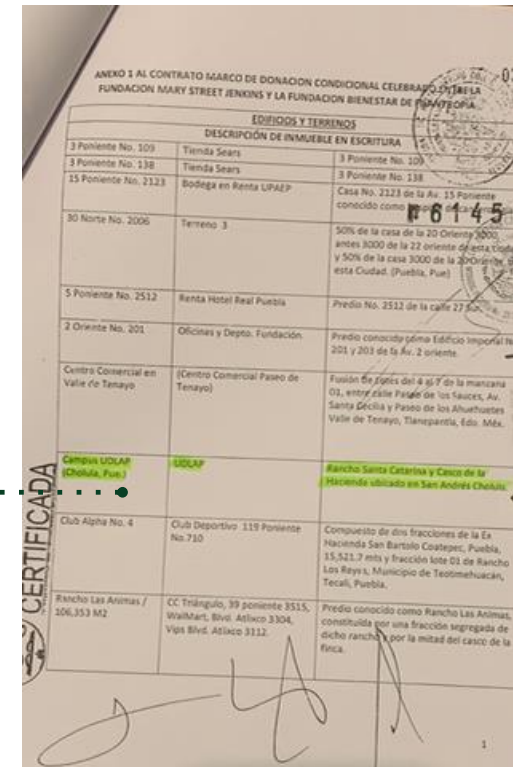 ANEXO 1 AL CONTRATO MARCO DE DONACION CONDICIONAL CELEBRADO ENTRE LA
FUNDACION MARY STREET JENKINS Y LA FUNDACION BIENESTAR DE FILANTROPIA
EDIFICIOS Y TERRENOS
DESCRIPCIÓN DE INMUEBLE EN ESCRITURA
3 Poniente No. 109 Tienda Sears 3 Poniente No. 109
3 Poniente No. 138 Tienda Sears 3 Poniente No. 138
15 Poniente No. 2123 Bodega en Renta UPAEP Casa No. 2123 de la Av. 15 Poniente
conocido como
6145
30 Norte No. 2006 Terreno 3 50% de la casa de la 20 Oriente 3000,
antes 3000 de la 22 oriente de esta
y 50% de la casa 3000 de la 20 Oriente
esta Ciudad. (Puebla, Pue)
5 Poniente No. 2512 Renta Hotel Real Puebla Predio No. 2512 de la calle 27
2 Oriente No. 201 Oficinas y Depto. Fundación Predio conocido como Edificio Imperial
201 y 203 de la Av. 2 oriente.
Centro Comercial en (Centro Comercial Paseo de Fusión de lotes del 4 al 7 de la manzana
Valle de Tenayo Tenayo) 01, entre calle Paseo de los Sauces, Av.
Santa Cecilia y Paseo de los Ahuehuetes
Valle de Tenayo, Tlanepantla, Edo. Méx.
Campus UDLAP UDLAP Rancho Santa Catarina y Casco de la
(Cholula, Pue.) Hacienda ubicado en San Andrés Cholula.
Club Alpha No. 4 Club Deportivo 119 Poniente Compuesto de dos fracciones de la Ex
No.710 Hacienda San Bartolo Coatepec, Puebla,
15,521.7 mts y fracción lote 01 de Rancho
Los Reyes, Municipio de Teotimehuacan,
Tecali, Puebla.
Rancho Las Animas / CC Triángulo, 39 poniente 3515, Predio conocido como Rancho Las Animas,
106,353 M2 WalMart, Blvd. Atlixco 3304, constituida por una fracción segregada de
Vips Blvd. Atlixco 3112. dicho rancho y por la mitad del casco de la
finca.
CERTIFICADA
1